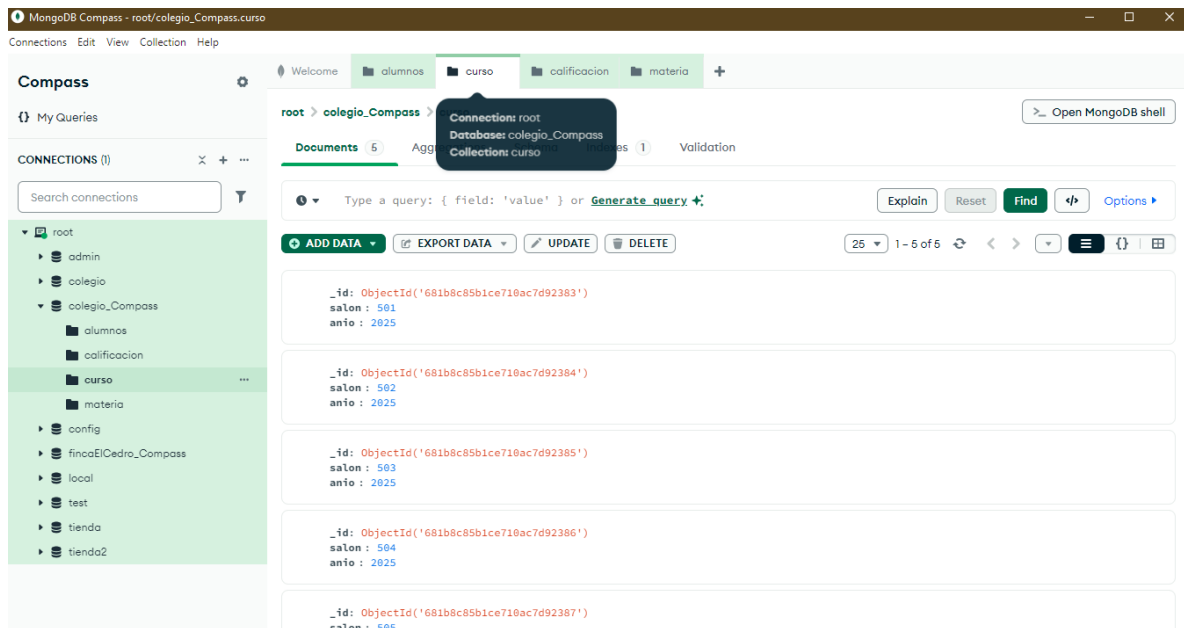 MongoDB Compass - root/colegio_Compass.curso
Connections Edit View Collection Help
Compass
{} My Queries
CONNECTIONS (1)
Search connections
root
admin
colegio
colegio_Compass
alumnos
calificacion
curso
materia
config
fincaElCedro_Compass
local
test
tienda
tienda2
Welcome alumnos curso calificacion materia
root > colegio_Compass >
>_ Open MongoDB shell
Connection: root
Database: colegio_Compass
Collection: curso
Documents 5 Validation
1
Type a query: { field: 'value' } or Generate query
Explain Reset Find </> Options
ADD DATA EXPORT DATA UPDATE DELETE
25 1 – 5 of 5 {}
_id: ObjectId('681b8c85b1ce710ac7d92383')
salon : 501
anio : 2025
_id: ObjectId('681b8c85b1ce710ac7d92384')
salon : 502
anio : 2025
_id: ObjectId('681b8c85b1ce710ac7d92385')
salon : 503
anio : 2025
_id: ObjectId('681b8c85b1ce710ac7d92386')
salon : 504
anio : 2025
_id: ObjectId('681b8c85b1ce710ac7d92387')
salon : 505